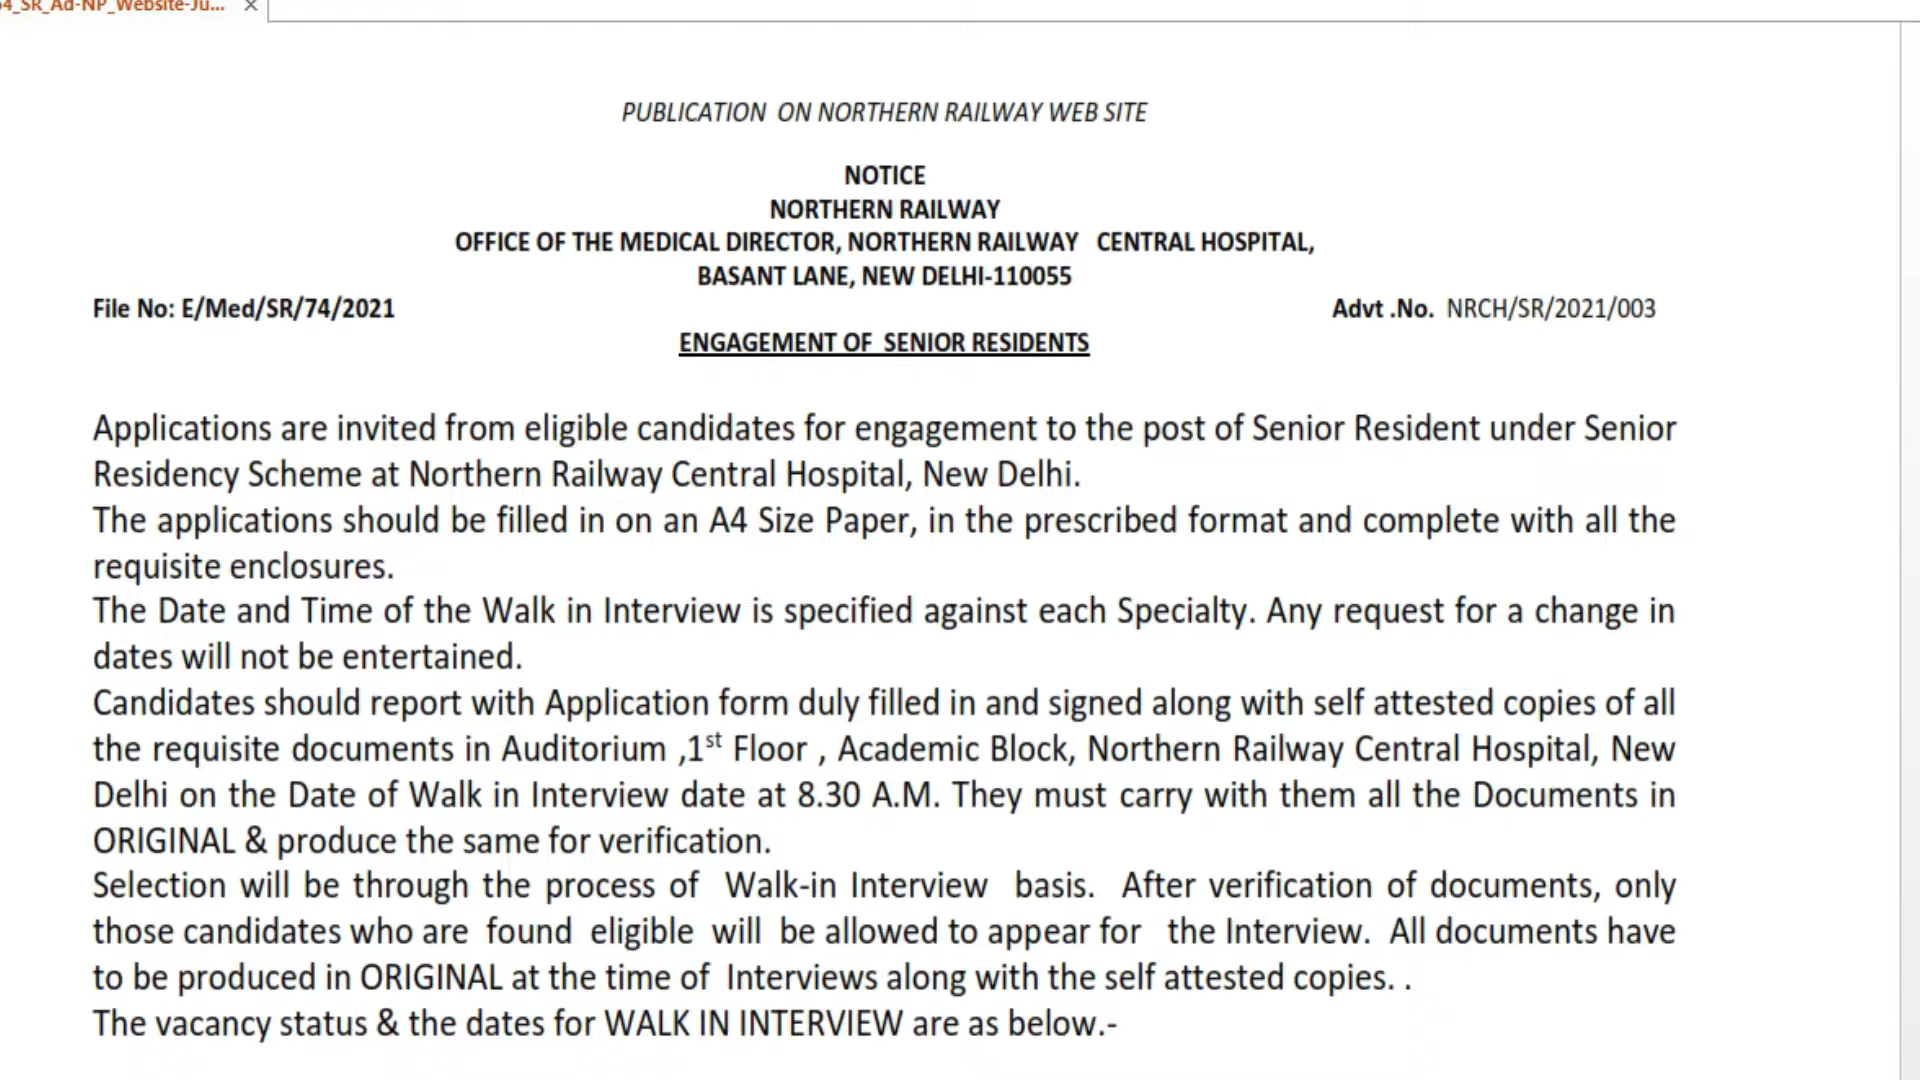 4_SR_Ad-NP_Website-Ju...
PUBLICATION ON NORTHERN RAILWAY WEB SITE
NOTICE
NORTHERN RAILWAY
OFFICE OF THE MEDICAL DIRECTOR, NORTHERN RAILWAY CENTRAL HOSPITAL,
BASANT LANE, NEW DELHI-110055
File No: E/Med/SR/74/2021 Advt .No. NRCH/SR/2021/003
ENGAGEMENT OF SENIOR RESIDENTS
Applications are invited from eligible candidates for engagement to the post of Senior Resident under Senior
Residency Scheme at Northern Railway Central Hospital, New Delhi.
The applications should be filled in on an A4 Size Paper, in the prescribed format and complete with all the
requisite enclosures.
The Date and Time of the Walk in Interview is specified against each Specialty. Any request for a change in
dates will not be entertained.
Candidates should report with Application form duly filled in and signed along with self attested copies of all
the requisite documents in Auditorium ,1st Floor , Academic Block, Northern Railway Central Hospital, New
Delhi on the Date of Walk in Interview date at 8.30 A.M. They must carry with them all the Documents in
ORIGINAL & produce the same for verification.
Selection will be through the process of Walk-in Interview basis. After verification of documents, only
those candidates who are found eligible will be allowed to appear for the Interview. All documents have
to be produced in ORIGINAL at the time of Interviews along with the self attested copies. .
The vacancy status & the dates for WALK IN INTERVIEW are as below.-